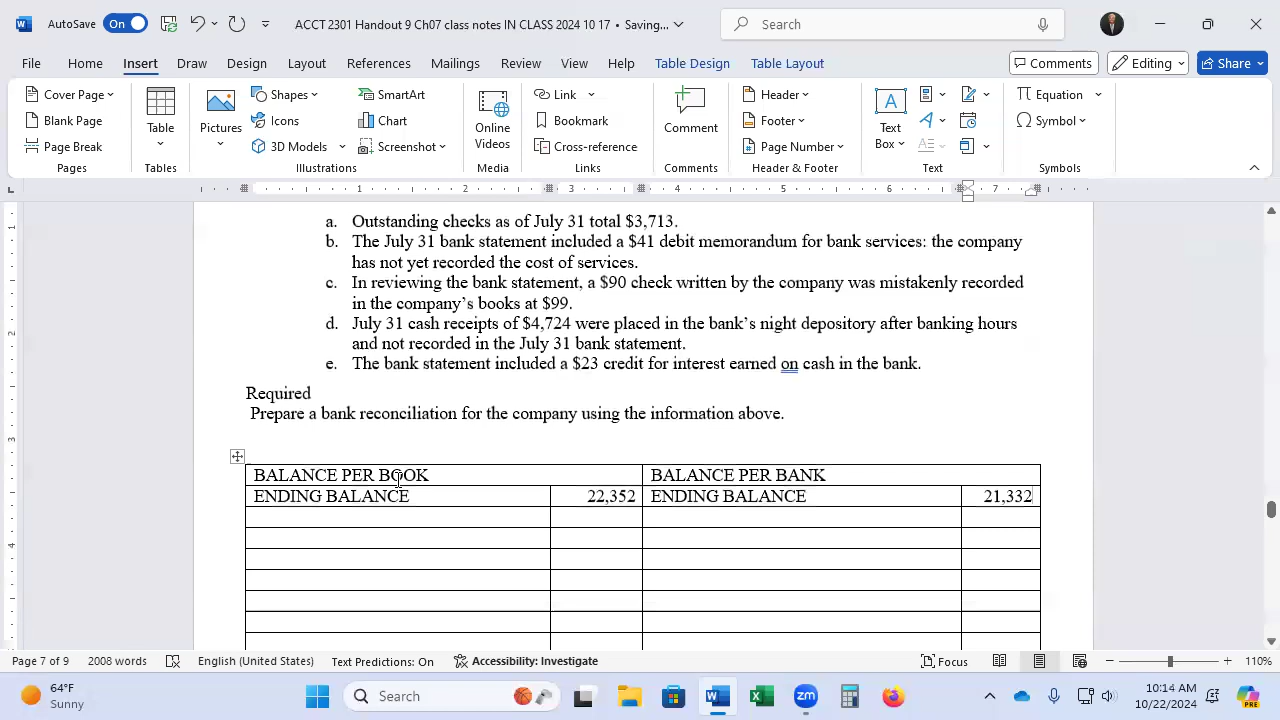 AutoSave On ACCT 2301 Handout 9 Ch07 class notes IN CLASS 2024 10 17 • Saving... Search
File Home Insert Draw Design Layout References Mailings Review View Help Table Design Table Layout Comments Editing Share
Cover Page
Blank Page
Page Break
Pages
Table
Tables
Pictures
Shapes
Icons
3D Models
SmartArt
Chart
Screenshot
Illustrations
Online Videos
Media
Link
Bookmark
Cross-reference
Links
Comment
Comments
Header
Footer
Page Number
Header & Footer
Text Box
Text
Equation
Symbol
Symbols
a. Outstanding checks as of July 31 total $3,713.
b. The July 31 bank statement included a $41 debit memorandum for bank services: the company
has not yet recorded the cost of services.
c. In reviewing the bank statement, a $90 check written by the company was mistakenly recorded
in the company's books at $99.
d. July 31 cash receipts of $4,724 were placed in the bank's night depository after banking hours
and not recorded in the July 31 bank statement.
e. The bank statement included a $23 credit for interest earned on cash in the bank.
Required
Prepare a bank reconciliation for the company using the information above.
BALANCE PER BOOK BALANCE PER BANK
ENDING BALANCE 22,352 ENDING BALANCE 21,332
Page 7 of 9 2008 words English (United States) Text Predictions: On Accessibility: Investigate Focus 110%
64°F
Sunny
Search
10:14 AM
10/22/2024